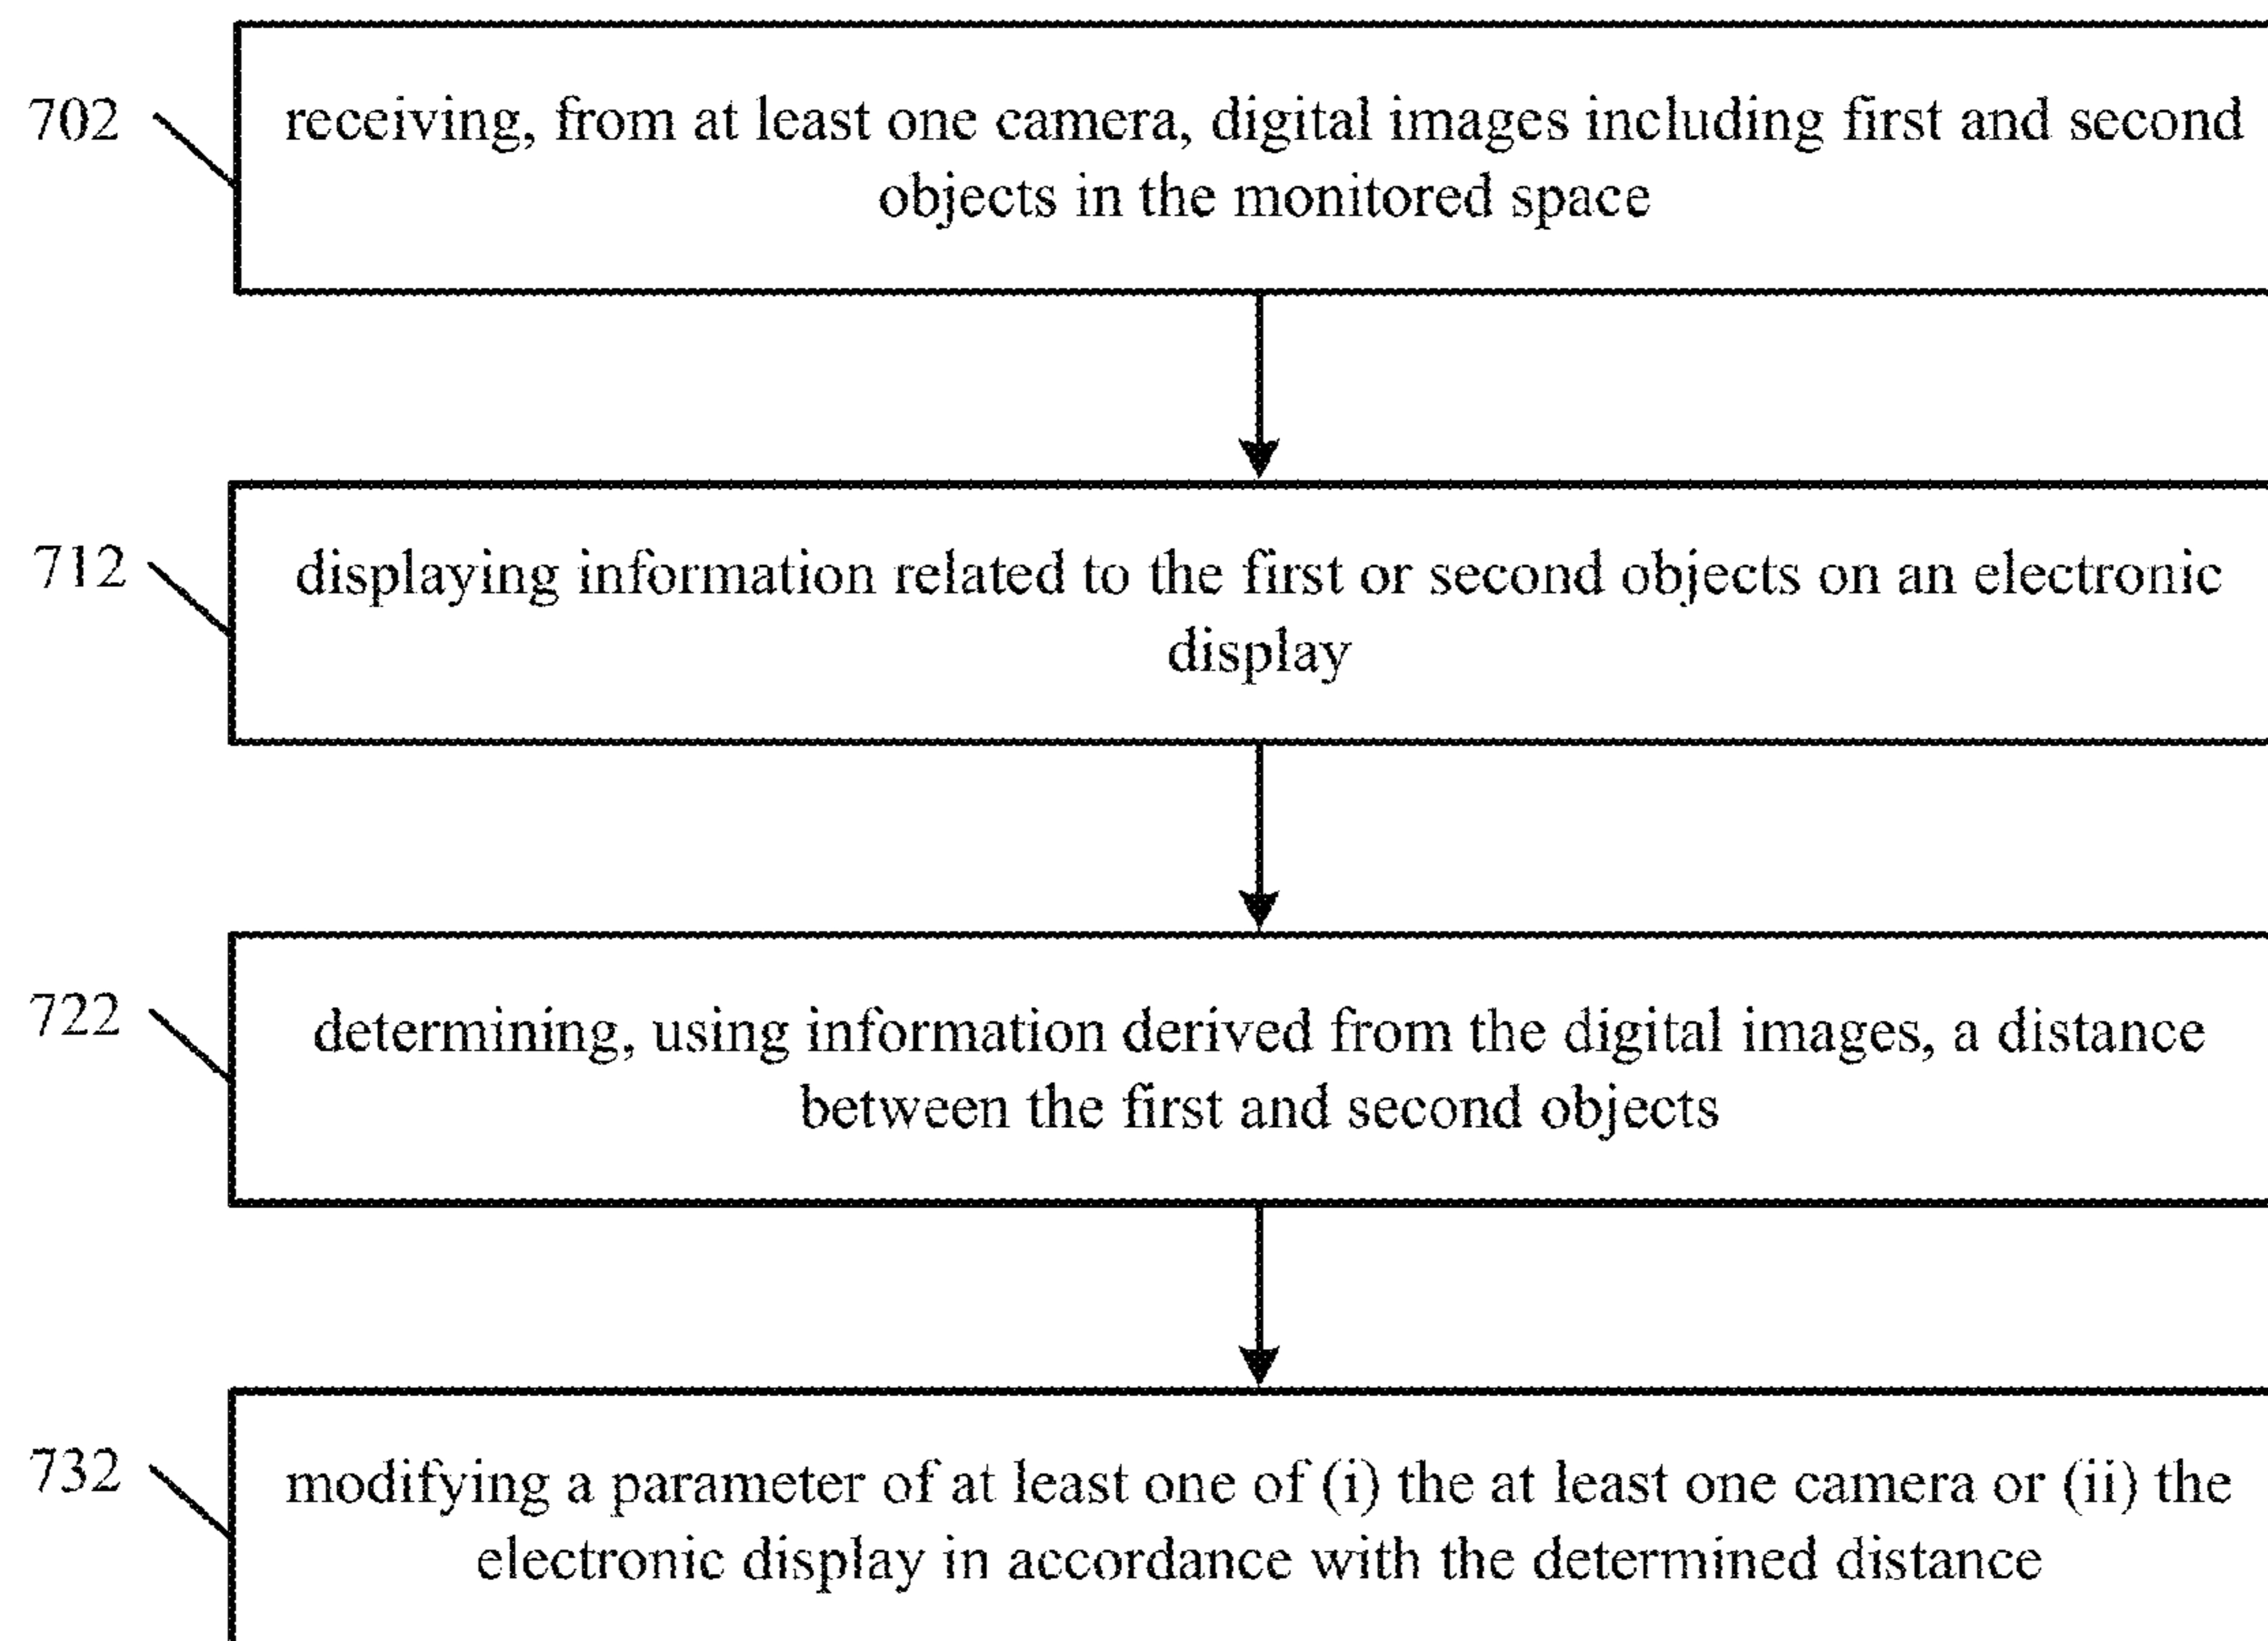 702
receiving, from at least one camera, digital images including first and second
objects in the monitored space
712
displaying information related to the first or second objects on an electronic
display
722
determining, using information derived from the digital images, a distance
between the first and second objects
732
modifying a parameter of at least one of (i) the at least one camera or (ii) the
electronic display in accordance with the determined distance